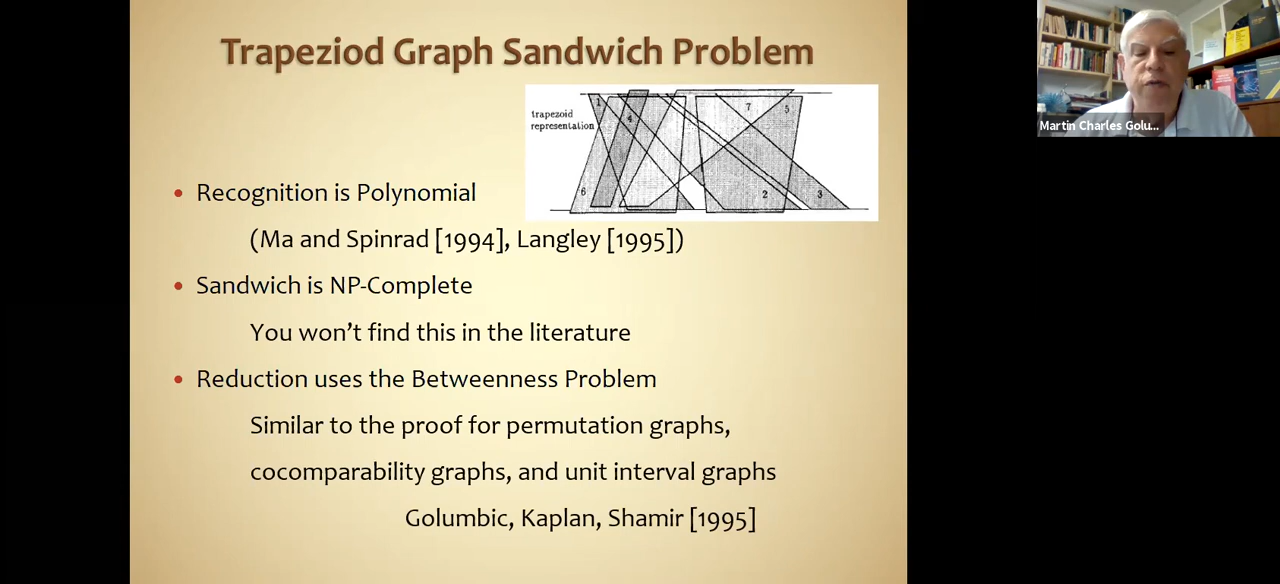 Trapeziod Graph Sandwich Problem
trapezoid
representation
1
4
7
5
6
2
3
Martin Charles Golu...
• Recognition is Polynomial
(Ma and Spinrad [1994], Langley [1995])
• Sandwich is NP-Complete
You won’t find this in the literature
• Reduction uses the Betweenness Problem
Similar to the proof for permutation graphs,
cocomparability graphs, and unit interval graphs
Golumbic, Kaplan, Shamir [1995]